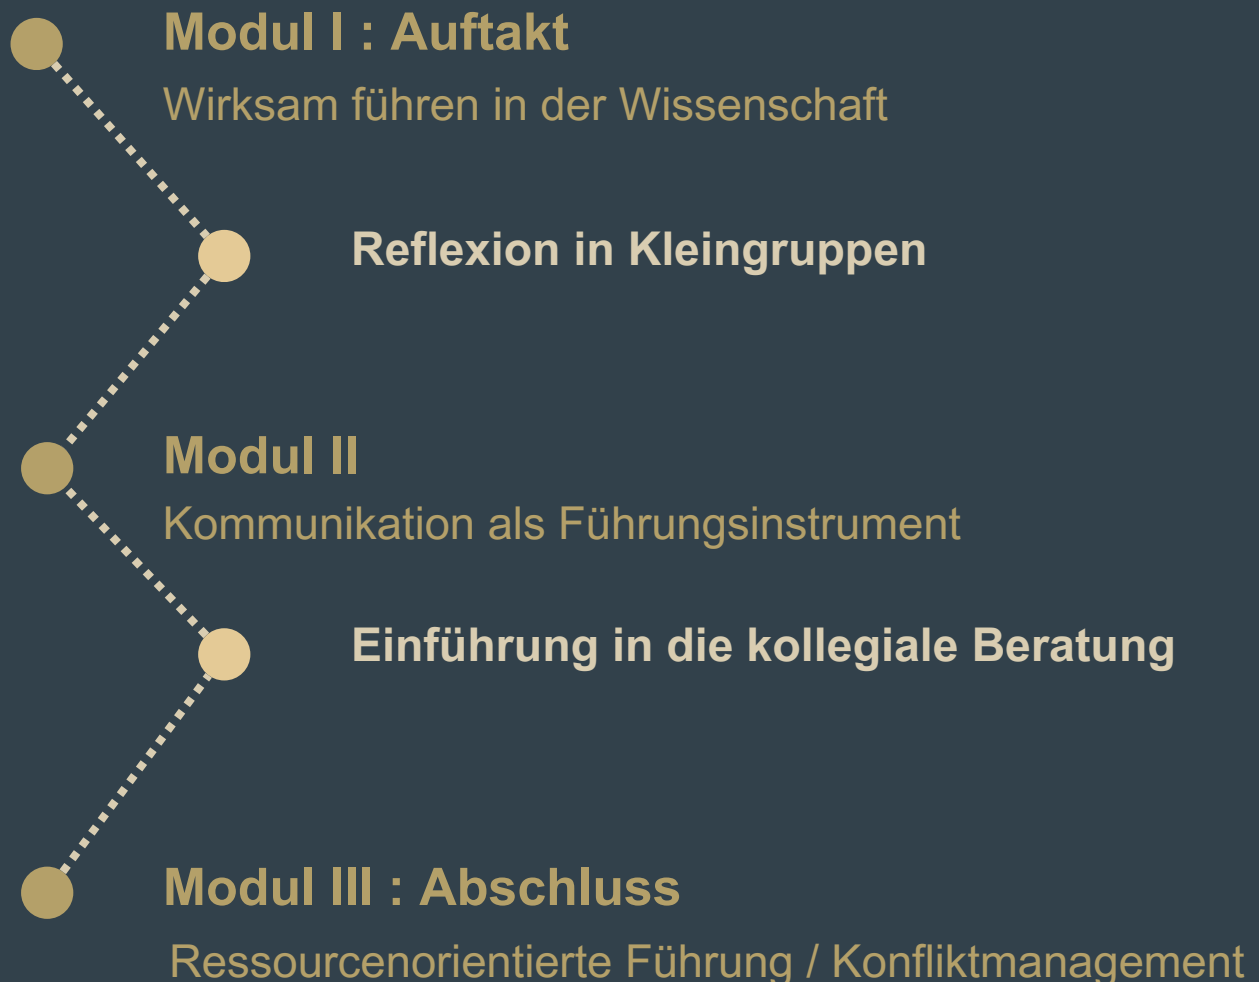 Modul I : Auftakt
Wirksam führen in der Wissenschaft
Reflexion in Kleingruppen
Modul II
Kommunikation als Führungsinstrument
Einführung in die kollegiale Beratung
Modul III : Abschluss
Ressourcenorientierte Führung / Konfliktmanagement